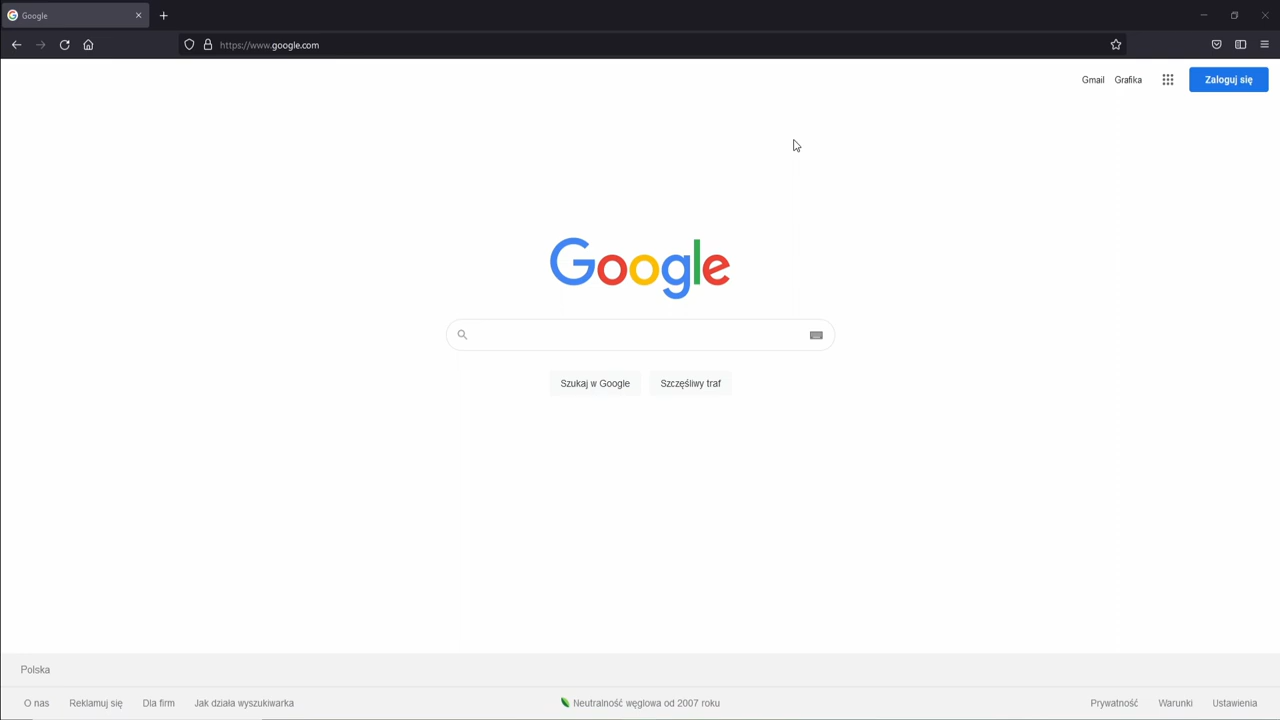 Google
https://www.google.com
Gmail Grafika Zaloguj się
Google
Szukaj w Google Szczęśliwy traf
Polska
O nas Reklamuj się Dla firm Jak działa wyszukiwarka Neutralność węglowa od 2007 roku Prywatność Warunki Ustawienia